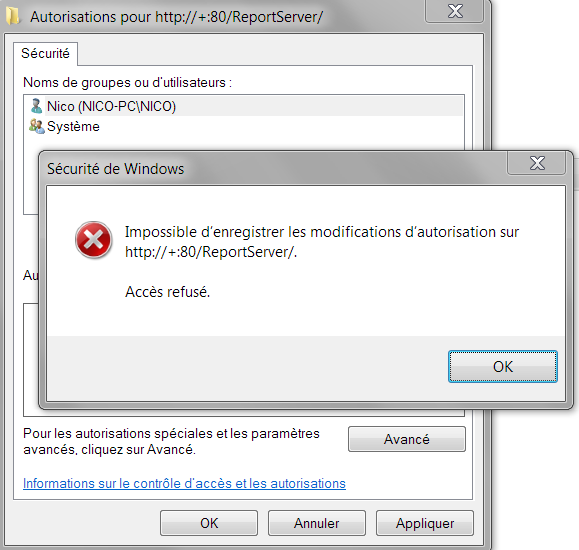 Autorisations pour http://+:80/ReportServer/
Sécurité
Noms de groupes ou d'utilisateurs :
Nico (NICO-PC\NICO)
Système
Sécurité de Windows
Impossible d'enregistrer les modifications d'autorisation sur
http://+:80/ReportServer/.
Accès refusé.
OK
Au
Pour les autorisations spéciales et les paramètres
avancés, cliquez sur Avancé.
Avancé
Informations sur le contrôle d'accès et les autorisations
OK
Annuler
Appliquer